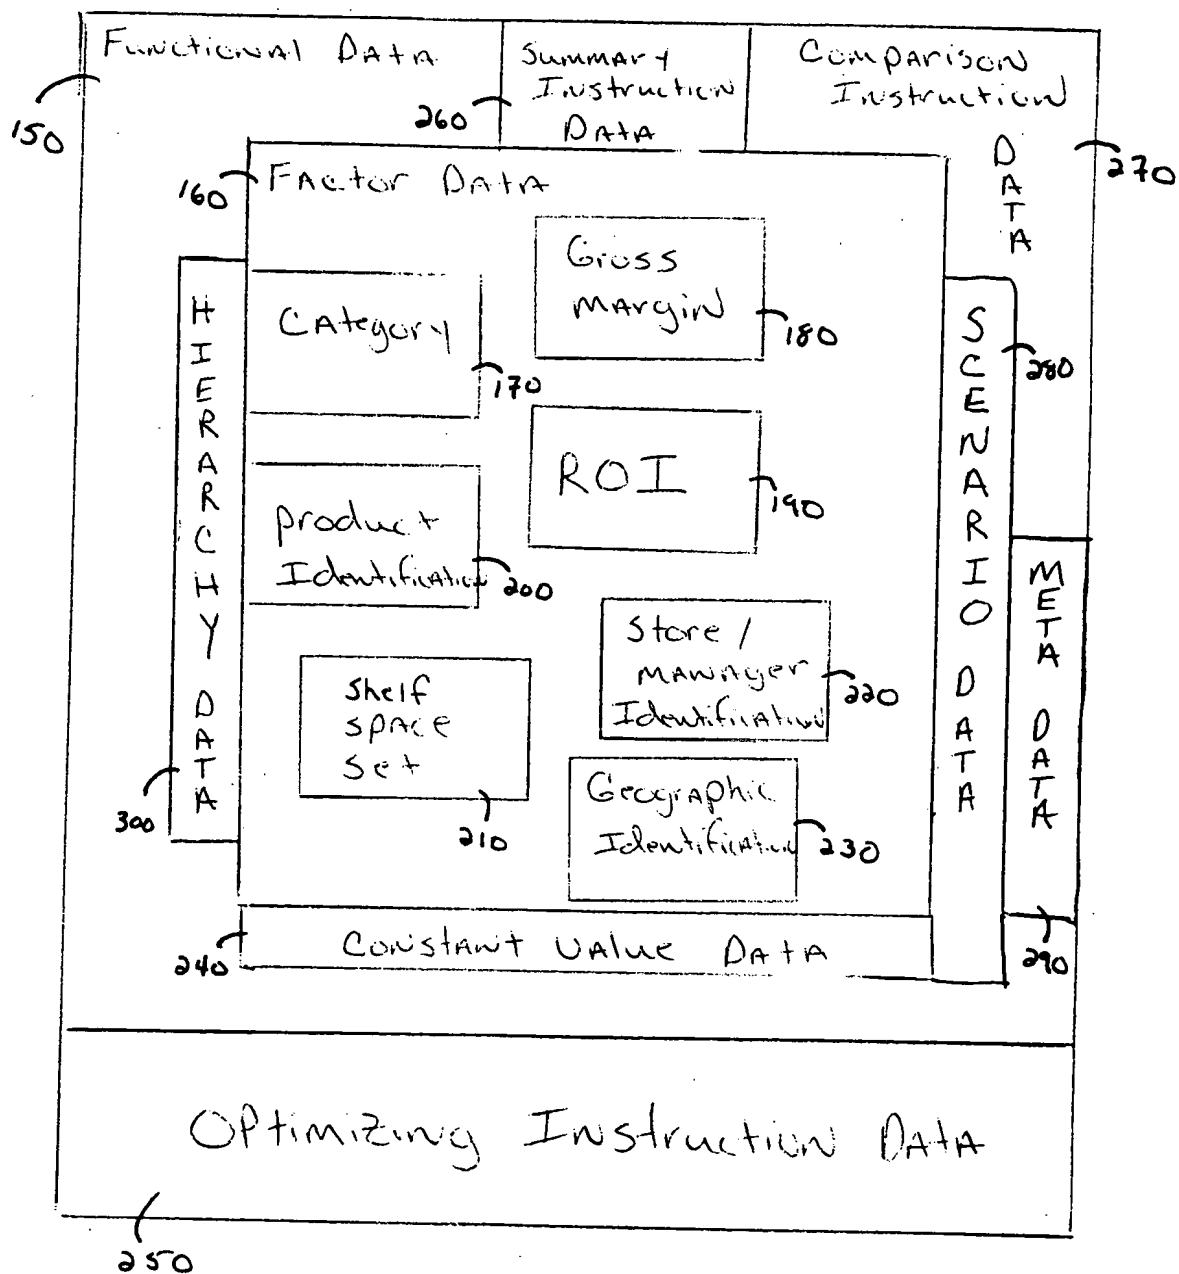 Functional Data
Summary
Instruction
Data
Comparison
Instruction
DATA
150
260
270
160
Factor Data
Gross
Margin
180
Category
170
HIERARCHY DATA
300
SCENARIO DATA
280
ROI
190
Product
Identification
200
META DATA
290
Store /
Manager
Identification
220
Shelf
Space
Set
210
Geographic
Identification
230
240
Constant Value Data
Optimizing Instruction Data
250